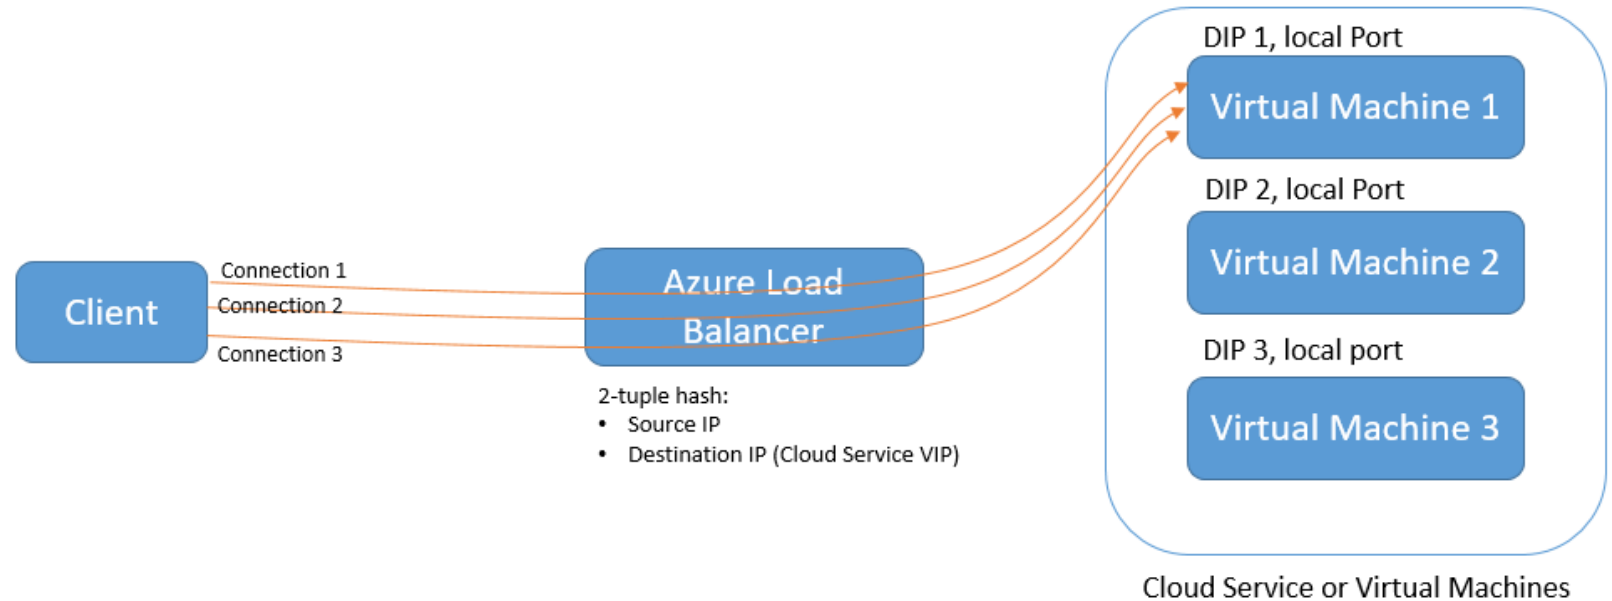 DIP 1, local Port
Virtual Machine 1
DIP 2, local Port
Virtual Machine 2
Connection 1
Client
Connection 2
Connection 3
Azure Load
Balancer
DIP 3, local port
Virtual Machine 3
2-tuple hash:
• Source IP
• Destination IP (Cloud Service VIP)
Cloud Service or Virtual Machines